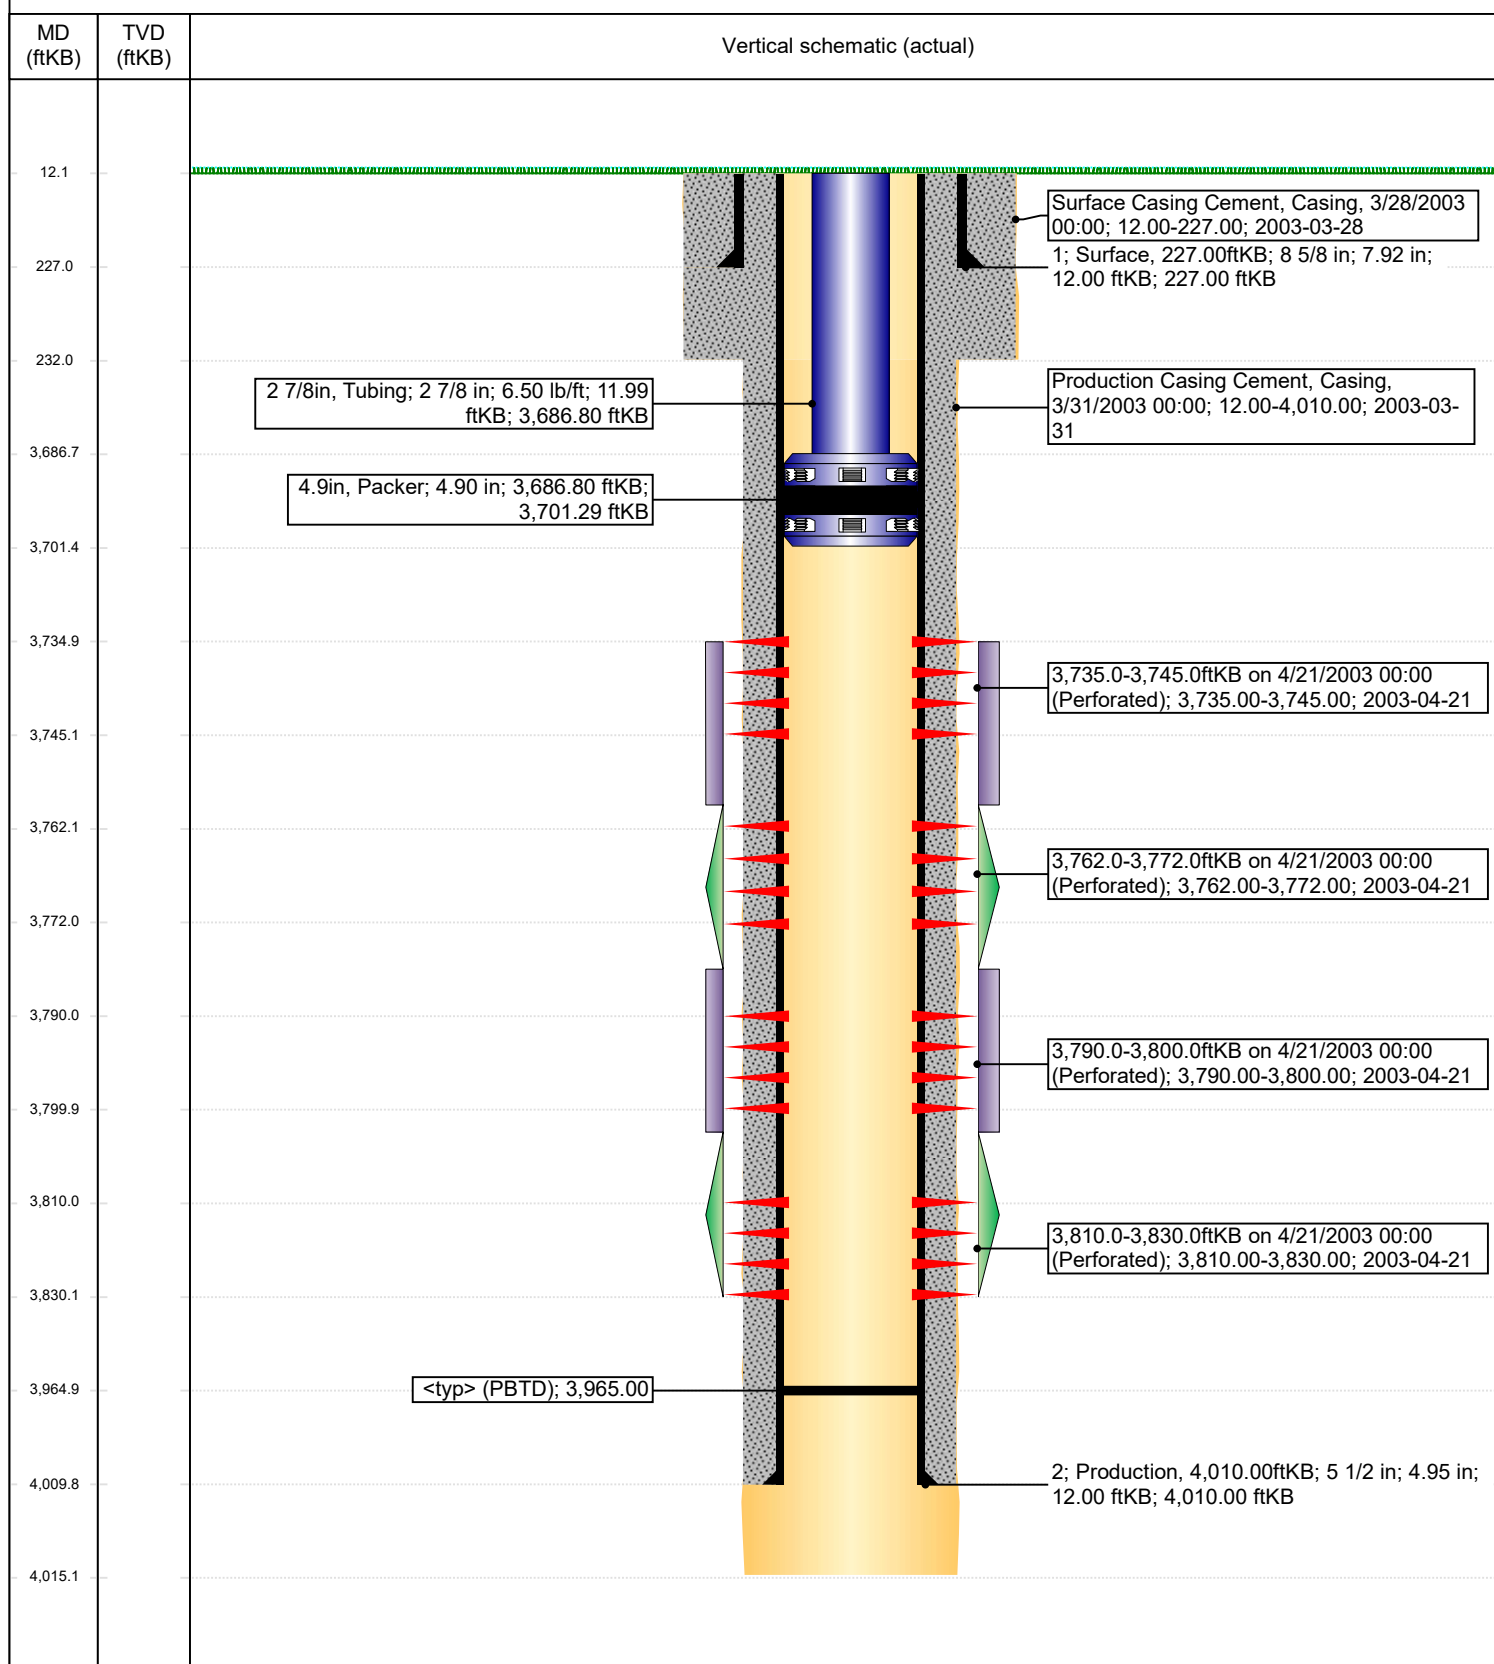 MD
(ftKB)
TVD
(ftKB)
Vertical schematic (actual)
12.1
Surface Casing Cement, Casing, 3/28/2003
00:00; 12.00-227.00; 2003-03-28
227.0
1; Surface, 227.00ftKB; 8 5/8 in; 7.92 in;
12.00 ftKB; 227.00 ftKB
232.0
2 7/8in, Tubing; 2 7/8 in; 6.50 lb/ft; 11.99
ftKB; 3,686.80 ftKB
Production Casing Cement, Casing,
3/31/2003 00:00; 12.00-4,010.00; 2003-03-
31
3,686.7
4.9in, Packer; 4.90 in; 3,686.80 ftKB;
3,701.29 ftKB
3,701.4
3,734.9
3,735.0-3,745.0ftKB on 4/21/2003 00:00
(Perforated); 3,735.00-3,745.00; 2003-04-21
3,745.1
3,762.1
3,762.0-3,772.0ftKB on 4/21/2003 00:00
(Perforated); 3,762.00-3,772.00; 2003-04-21
3,772.0
3,790.0
3,790.0-3,800.0ftKB on 4/21/2003 00:00
(Perforated); 3,790.00-3,800.00; 2003-04-21
3,799.9
3,810.0
3,810.0-3,830.0ftKB on 4/21/2003 00:00
(Perforated); 3,810.00-3,830.00; 2003-04-21
3,830.1
3,964.9
<typ> (PBTD); 3,965.00
4,009.8
2; Production, 4,010.00ftKB; 5 1/2 in; 4.95 in;
12.00 ftKB; 4,010.00 ftKB
4,015.1